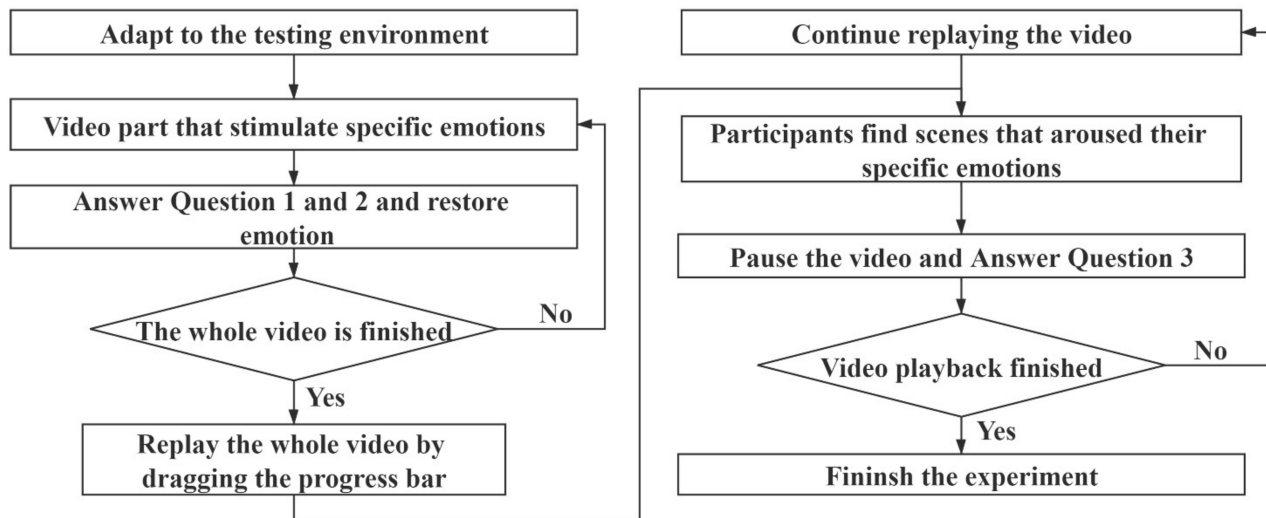 Adapt to the testing environment
Video part that stimulate specific emotions
Answer Question 1 and 2 and restore
emotion
The whole video is finished
No
Yes
Replay the whole video by
dragging the progress bar
Continue replaying the video
Participants find scenes that aroused their
specific emotions
Pause the video and Answer Question 3
Video playback finished
No
Yes
Fininsh the experiment